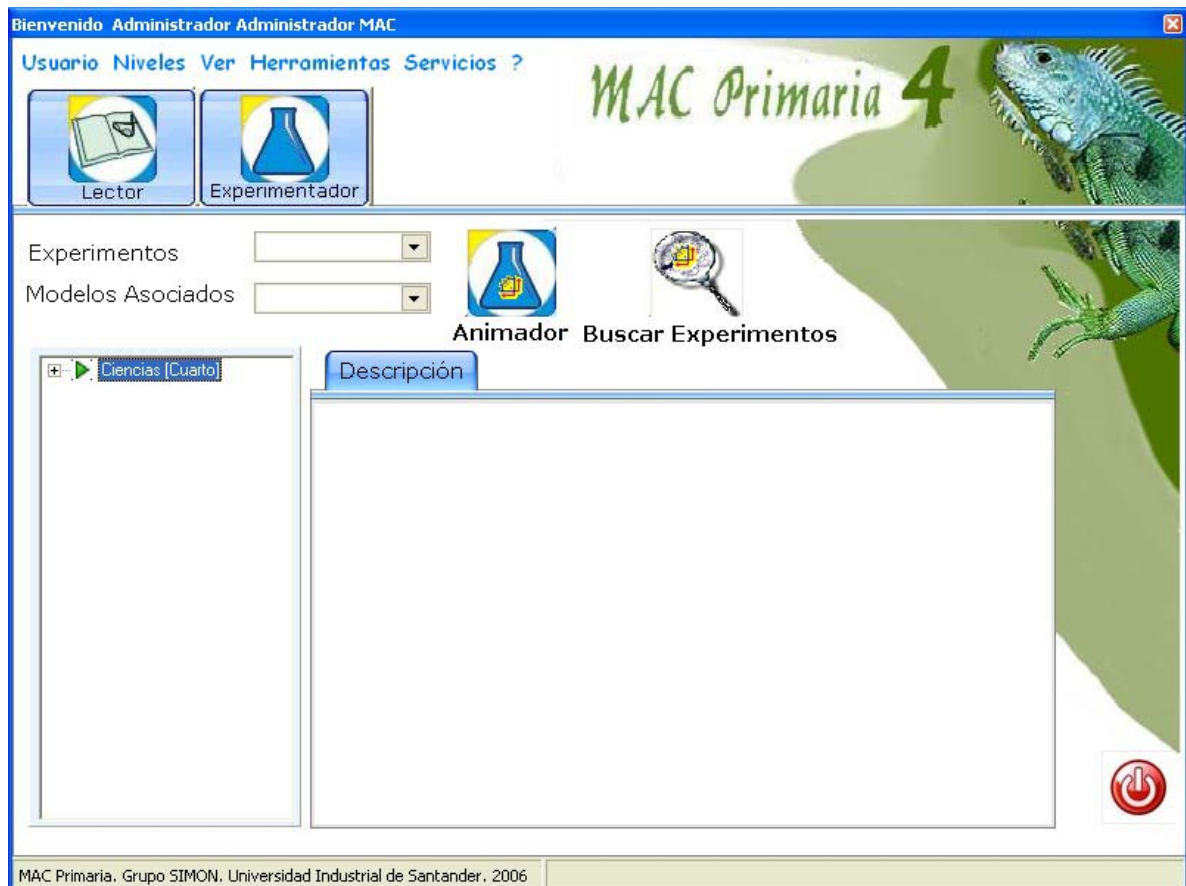 Bienvenido Administrador Administrador MAC
Usuario Niveles Ver Herramientas Servicios ?
MAC Primaria 4
Lector
Experimentador
Experimentos
Modelos Asociados
Animador
Buscar Experimentos
Ciencias [Cuarto]
Descripción
MAC Primaria. Grupo SIMON. Universidad Industrial de Santander. 2006